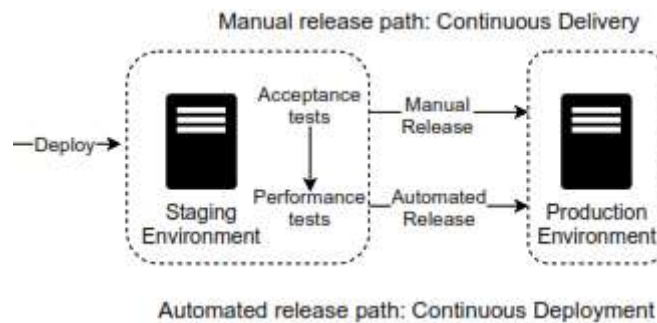 Manual release path: Continuous Delivery
Deploy
Staging
Environment
Acceptance
tests
Performance
tests
Manual
Release
Automated
Release
Production
Environment
Automated release path: Continuous Deployment